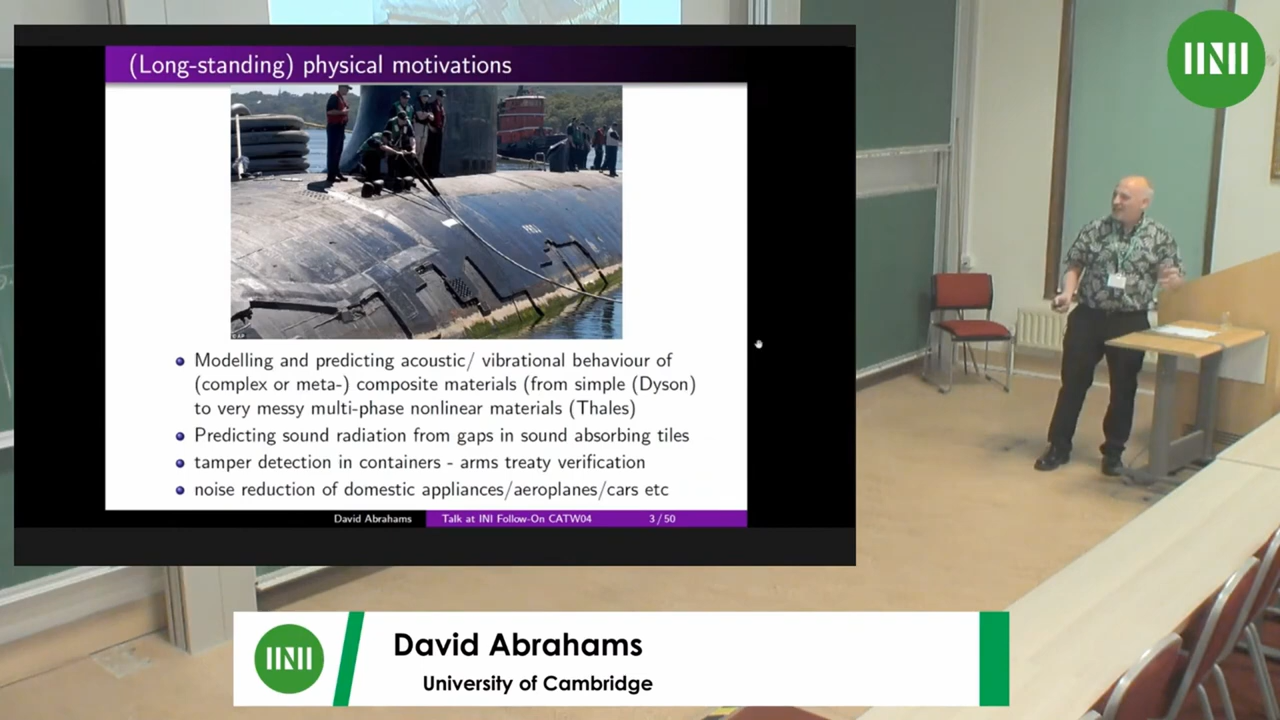 (Long-standing) physical motivations
Modelling and predicting acoustic/ vibrational behaviour of
(complex or meta-) composite materials (from simple (Dyson)
to very messy multi-phase nonlinear materials (Thales)
Predicting sound radiation from gaps in sound absorbing tiles
tamper detection in containers - arms treaty verification
noise reduction of domestic appliances/aeroplanes/cars etc
David Abrahams
Talk at INI Follow-On CATW04
3 / 50
David Abrahams
University of Cambridge